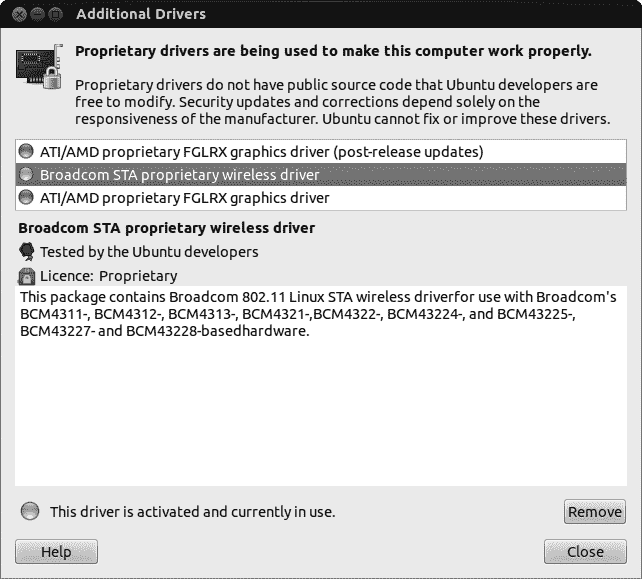 Additional Drivers
Proprietary drivers are being used to make this computer work properly.
Proprietary drivers do not have public source code that Ubuntu developers are
free to modify. Security updates and corrections depend solely on the
responsiveness of the manufacturer. Ubuntu cannot fix or improve these drivers.
ATI/AMD proprietary FGLRX graphics driver (post-release updates)
Broadcom STA proprietary wireless driver
ATI/AMD proprietary FGLRX graphics driver
Broadcom STA proprietary wireless driver
Tested by the Ubuntu developers
Licence: Proprietary
This package contains Broadcom 802.11 Linux STA wireless driverfor use with Broadcom's
BCM4311-, BCM4312-, BCM4313-, BCM4321-,BCM4322-, BCM43224-, and BCM43225-,
BCM43227- and BCM43228-basedhardware.
This driver is activated and currently in use.
Remove
Help
Close